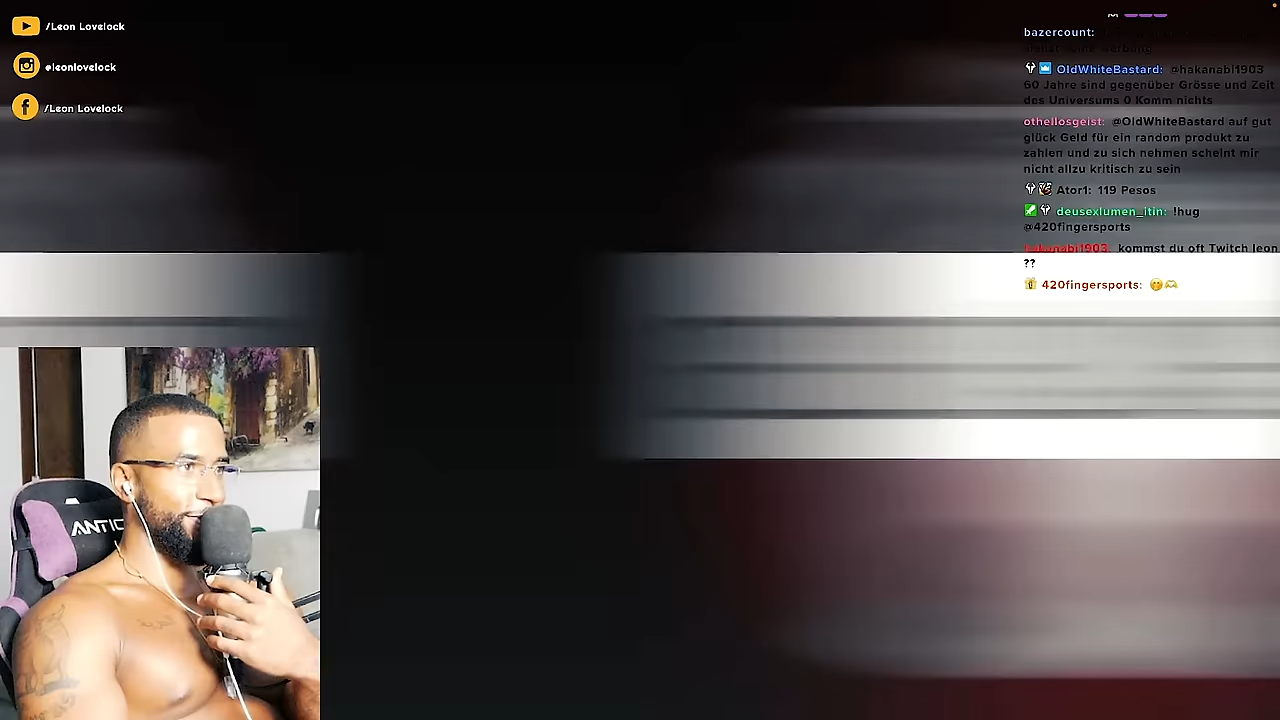 /Leon Lovelock
@leonlovelock
/Leon Lovelock
bazercount:
werbung
OldWhiteBastard: @hakanabi1903
60 Jahre sind gegenüber Grösse und Zeit
des Universums 0 Komm nichts
othellosgeist: @OldWhiteBastard auf gut
glück Geld für ein random produkt zu
zahlen und zu sich nehmen scheint mir
nicht allzu kritisch zu sein
Ator1: 119 Pesos
deusexlumen_itin: !hug
@420fingersports
hakanabi1903: kommst du oft Twitch leon
??
420fingersports:
ANTIC